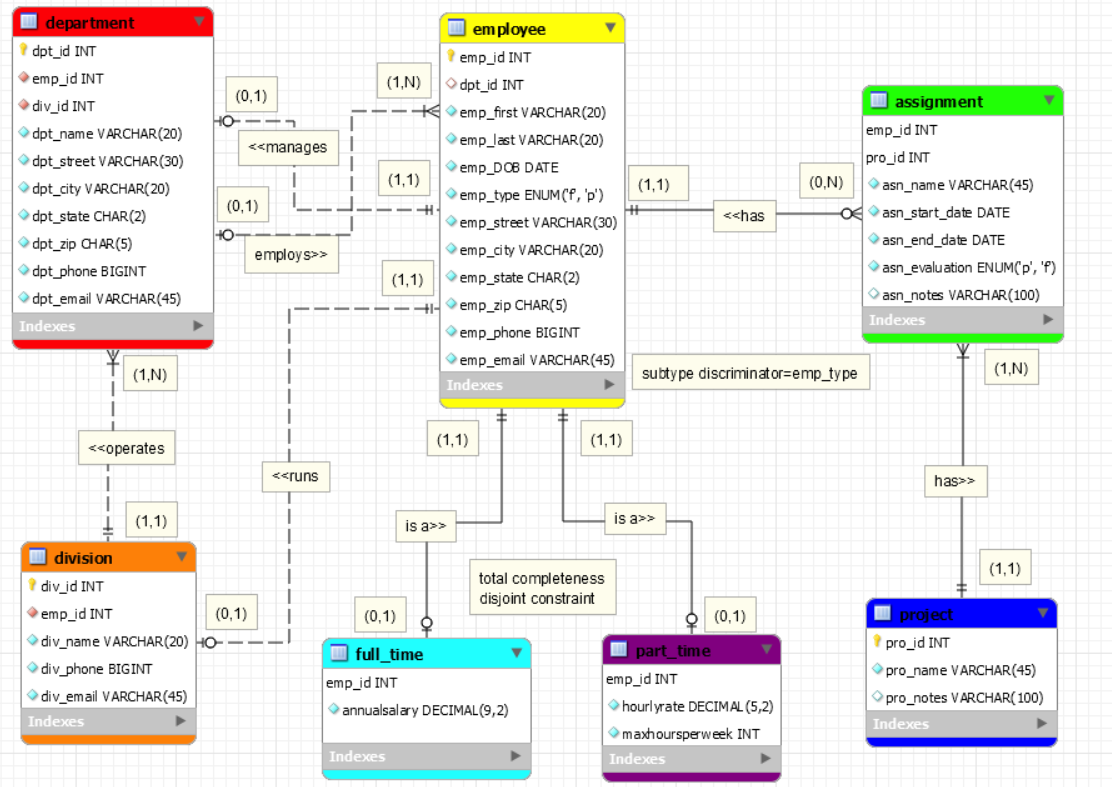 department
dpt_id INT
emp_id INT
div_id INT
dpt_name VARCHAR(20)
dpt_street VARCHAR(30)
dpt_city VARCHAR(20)
dpt_state CHAR(2)
dpt_zip CHAR(5)
dpt_phone BIGINT
dpt_email VARCHAR(45)
Indexes
(0,1)
<<manages
(0,1)
employs>>
(1,N)
(1,1)
(1,1)
employee
emp_id INT
dpt_id INT
emp_first VARCHAR(20)
emp_last VARCHAR(20)
emp_DOB DATE
emp_type ENUM('f', 'p')
emp_street VARCHAR(30)
emp_city VARCHAR(20)
emp_state CHAR(2)
emp_zip CHAR(5)
emp_phone BIGINT
emp_email VARCHAR(45)
Indexes
(1,1)
<<has
(0,N)
assignment
emp_id INT
pro_id INT
asn_name VARCHAR(45)
asn_start_date DATE
asn_end_date DATE
asn_evaluation ENUM('p', 'f')
asn_notes VARCHAR(100)
Indexes
subtype discriminator=emp_type
(1,N)
<<operates
(1,1)
<<runs
(0,1)
(1,1)
(1,1)
is a>>
is a>>
total completeness
disjoint constraint
(0,1)
(0,1)
(1,N)
has>>
(1,1)
division
div_id INT
emp_id INT
div_name VARCHAR(20)
div_phone BIGINT
div_email VARCHAR(45)
Indexes
full_time
emp_id INT
annualsalary DECIMAL(9,2)
Indexes
part_time
emp_id INT
hourlyrate DECIMAL(5,2)
maxhoursperweek INT
Indexes
project
pro_id INT
pro_name VARCHAR(45)
pro_notes VARCHAR(100)
Indexes